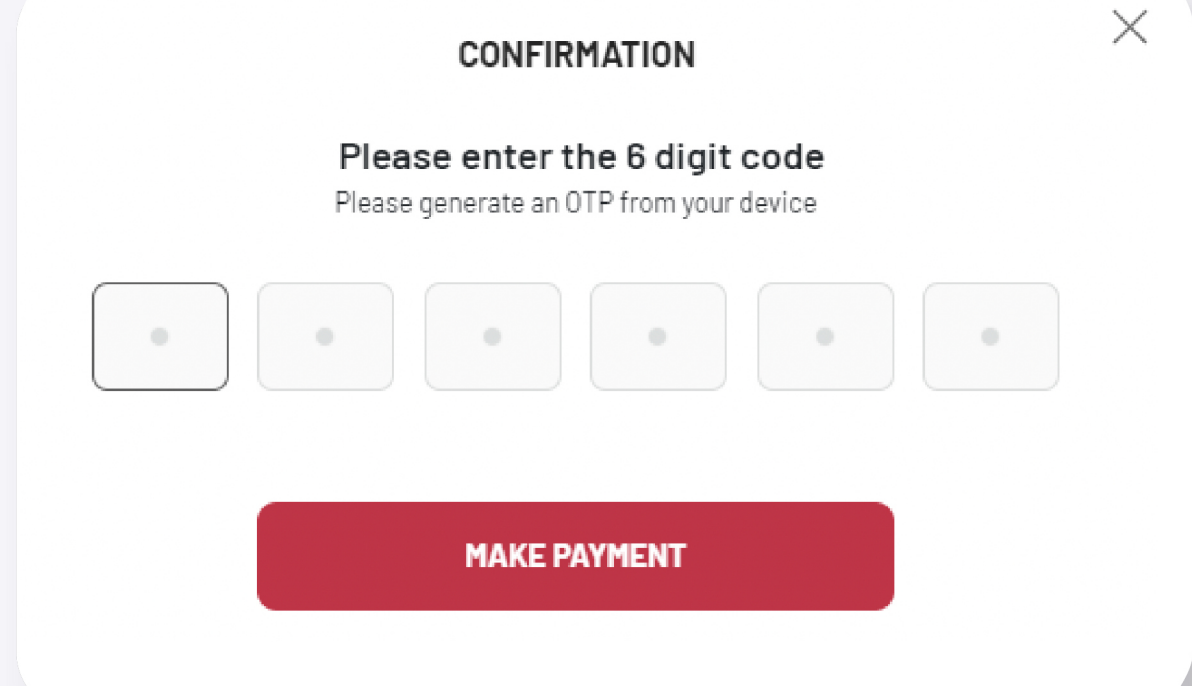 CONFIRMATION
Please enter the 6 digit code
Please generate an OTP from your device
MAKE PAYMENT